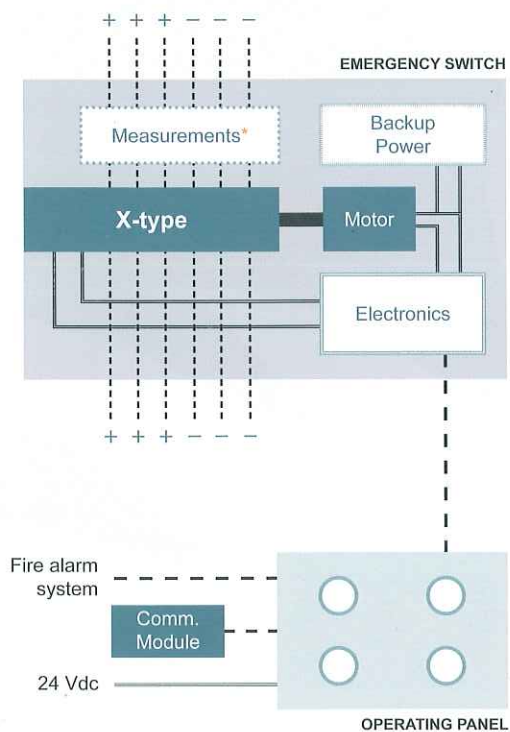 + + + − − −
EMERGENCY SWITCH
Measurements*
Backup
Power
X-type
Motor
Electronics
+ + + − − −
Fire alarm
system
Comm.
Module
24 Vdc
OPERATING PANEL